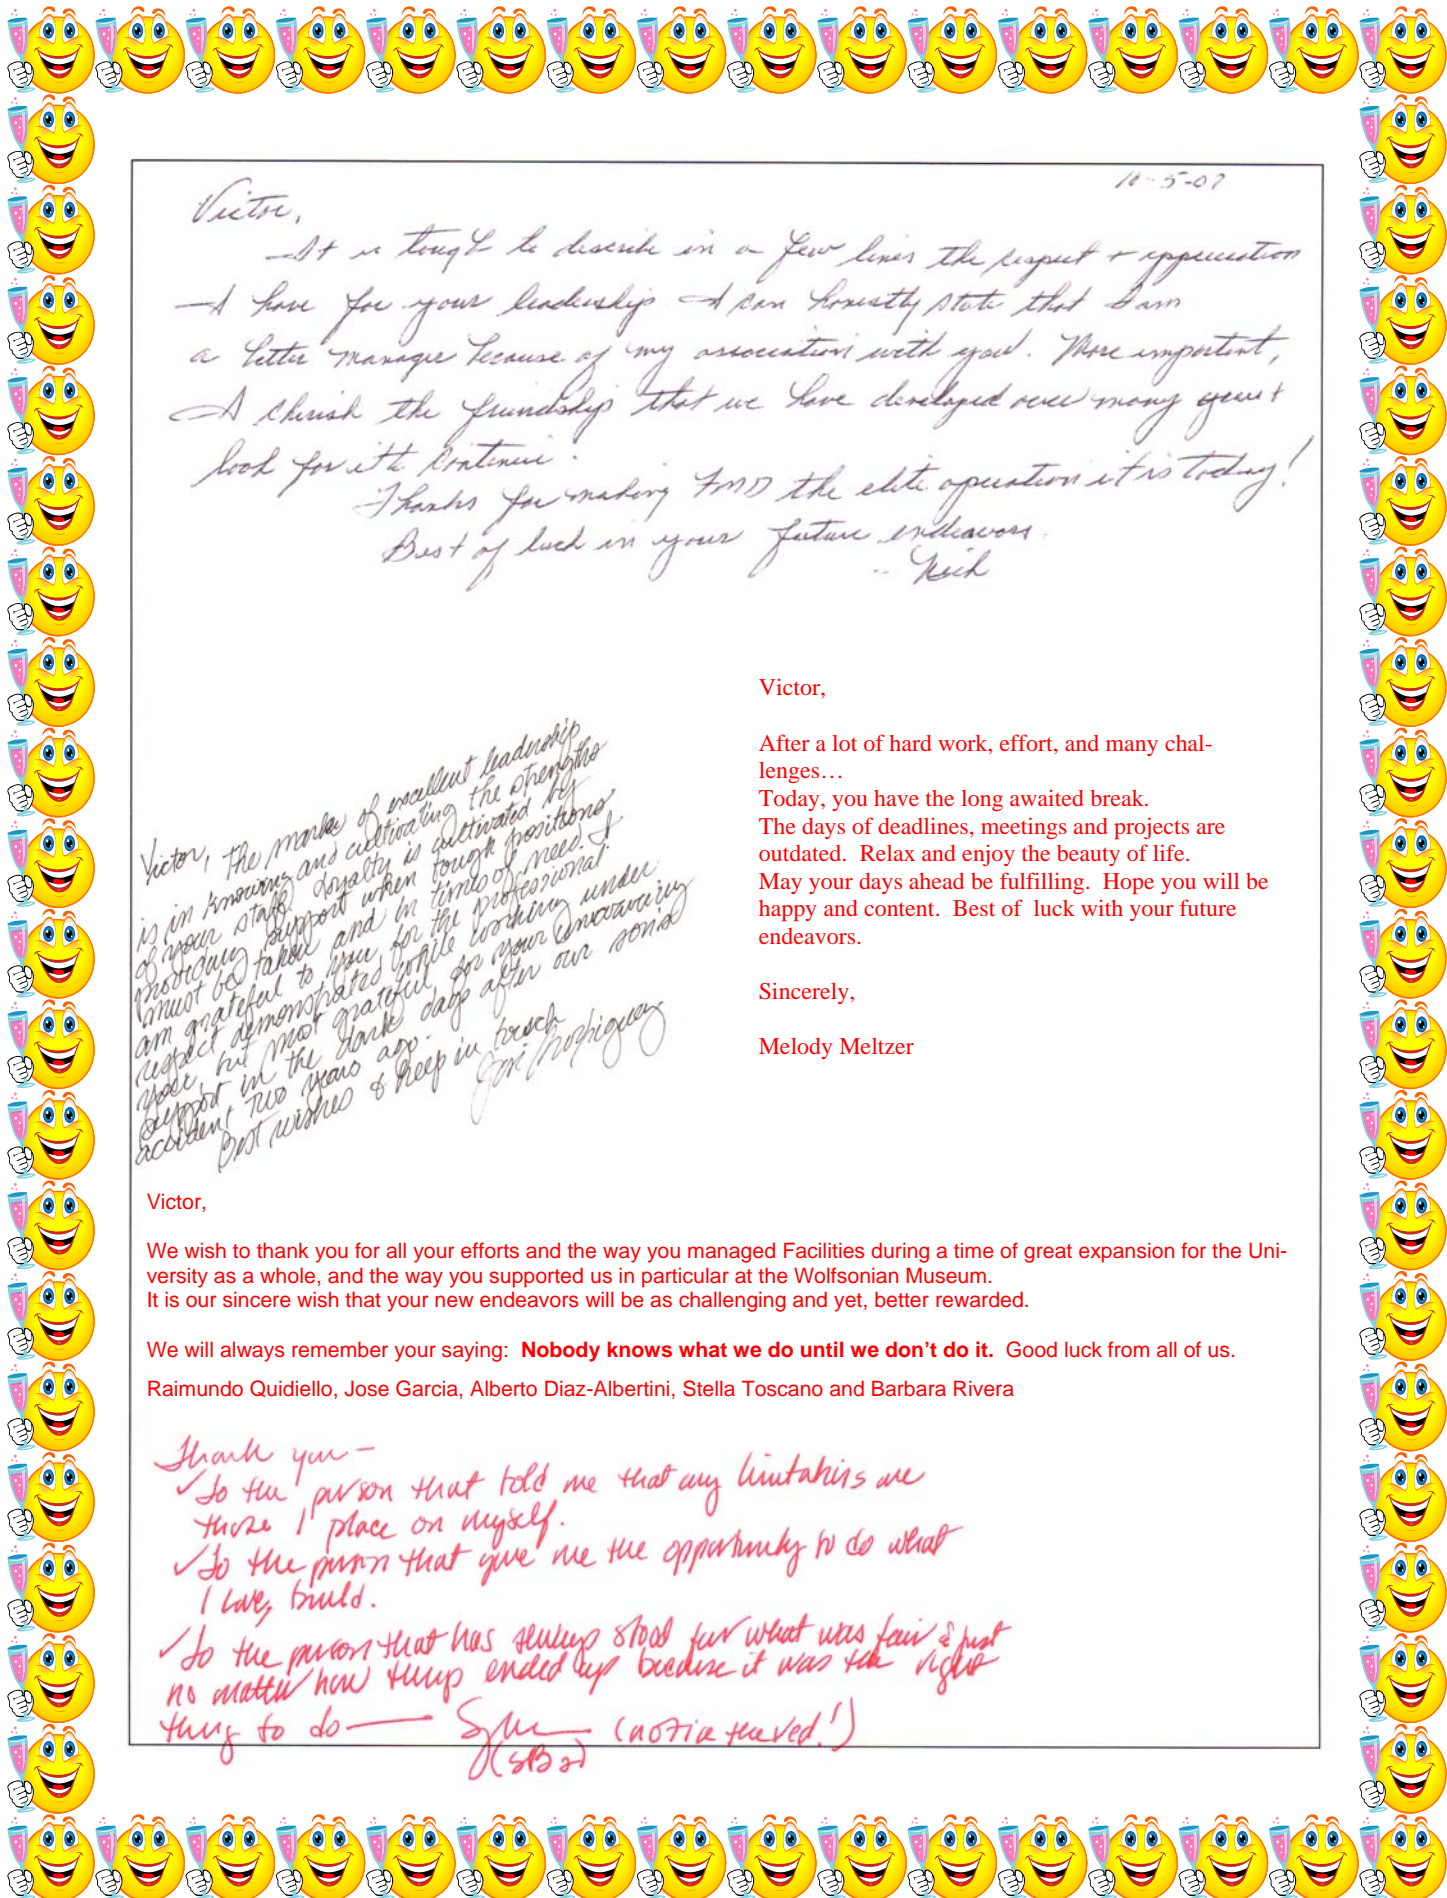 10-5-07
Victor,
It is tough to describe in a few lines the respect + appreciation
I have for your leadership I can honestly state that I am
a better manager because of my association with you. More important,
I cherish the friendship that we have developed over many years +
look for it to continue.
Thanks for making FMD the elite operation it is today!
Best of luck in your future endeavors.
-- Nick
Victor, the marks of excellent leadership
is in knowing and cultivating the strengths
of your staff. Loyalty is cultivated by
providing support when tough positions
must be taken and in times of need. I
am grateful to you, for the professional
respect demonstrated while working under
you, but most grateful for your unwavering
support in the dark days after our sons
accident two years ago.
Best wishes & keep in touch
Rodriguez
Victor,
After a lot of hard work, effort, and many chal-
lenges…
Today, you have the long awaited break.
The days of deadlines, meetings and projects are
outdated.  Relax and enjoy the beauty of life.
May your days ahead be fulfilling.  Hope you will be
happy and content.  Best of  luck with your future
endeavors.
Sincerely,
Melody Meltzer
Victor,
We wish to thank you for all your efforts and the way you managed Facilities during a time of great expansion for the Uni-
versity as a whole, and the way you supported us in particular at the Wolfsonian Museum.
It is our sincere wish that your new endeavors will be as challenging and yet, better rewarded.
We will always remember your saying:  Nobody knows what we do until we don't do it.  Good luck from all of us.
Raimundo Quidiello, Jose Garcia, Alberto Diaz-Albertini, Stella Toscano and Barbara Rivera
Thank you -
✓To the person that told me that any limitations are
those I place on myself.
✓To the person that gave me the opportunity to do what
I love, build.
✓To the person that has always stood for what was fair & just
no matter how things ended up because it was the right
thing to do —